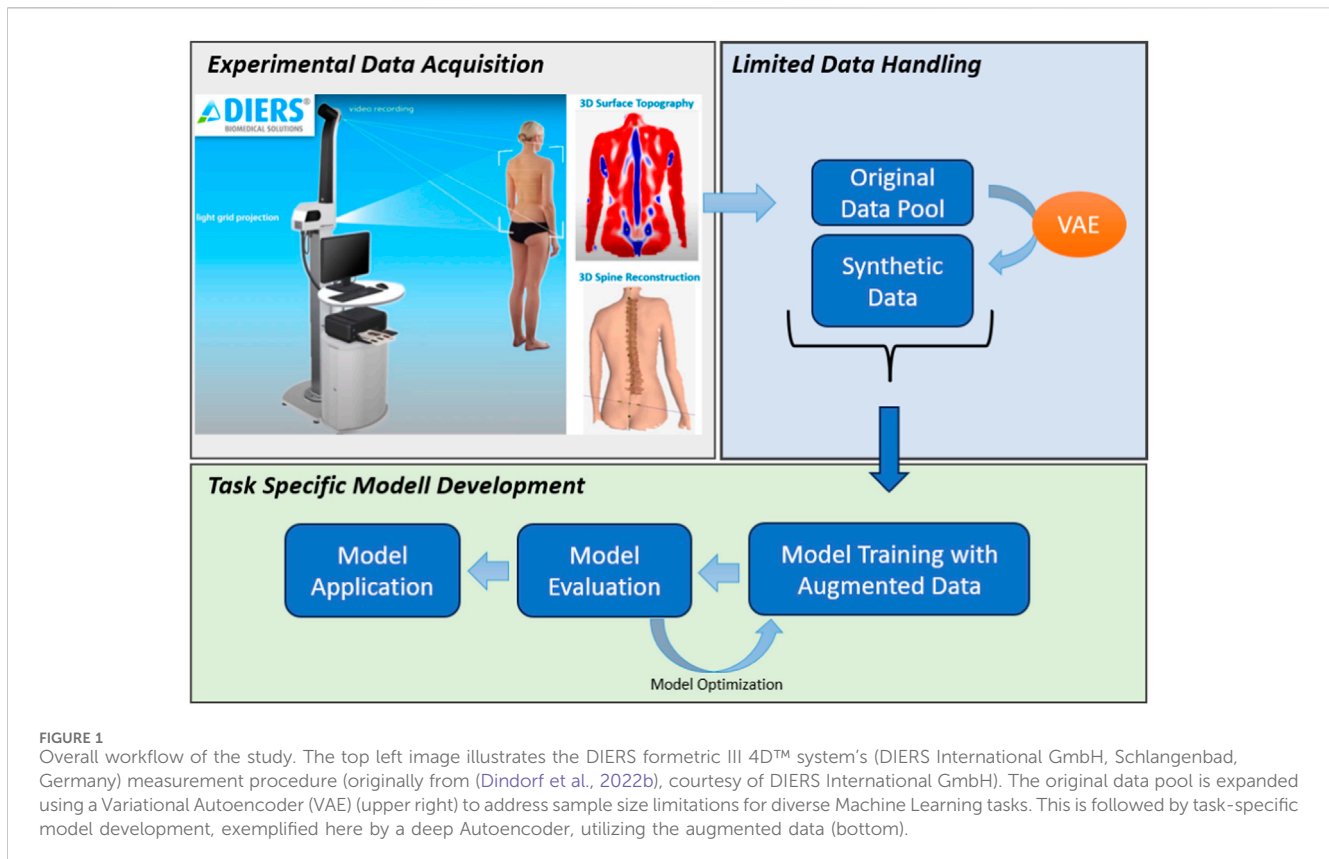 Experimental Data Acquisition
DIERS®
BIOMEDICAL SOLUTIONS
video recording
light grid projection
3D Surface Topography
3D Spine Reconstruction
Limited Data Handling
Original
Data Pool
VAE
Synthetic
Data
Task Specific Modell Development
Model
Application
Model
Evaluation
Model Training with
Augmented Data
Model Optimization
FIGURE 1
Overall workflow of the study. The top left image illustrates the DIERS formetric III 4D™ system's (DIERS International GmbH, Schlangenbad,
Germany) measurement procedure (originally from (Dindorf et al., 2022b), courtesy of DIERS International GmbH). The original data pool is expanded
using a Variational Autoencoder (VAE) (upper right) to address sample size limitations for diverse Machine Learning tasks. This is followed by task-specific
model development, exemplified here by a deep Autoencoder, utilizing the augmented data (bottom).